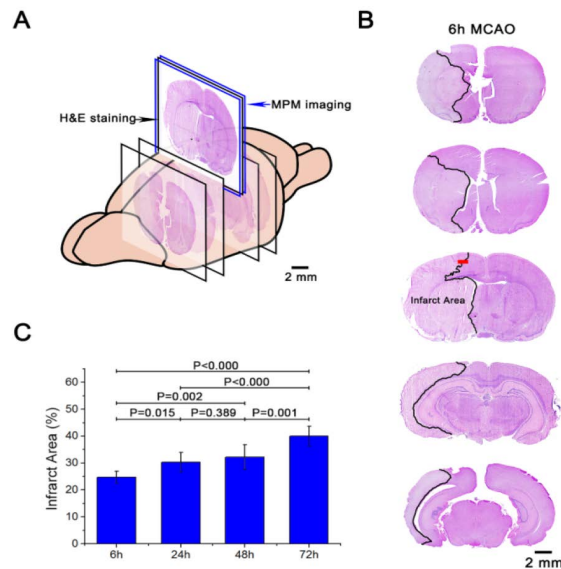 A
H&E staining
MPM imaging
2 mm
B
6h MCAO
Infarct Area
2 mm
C
P<0.000
P<0.000
P=0.002
P=0.015
P=0.389
P=0.001
Infrarct Area (%)
60
50
40
30
20
10
0
6h
24h
48h
72h